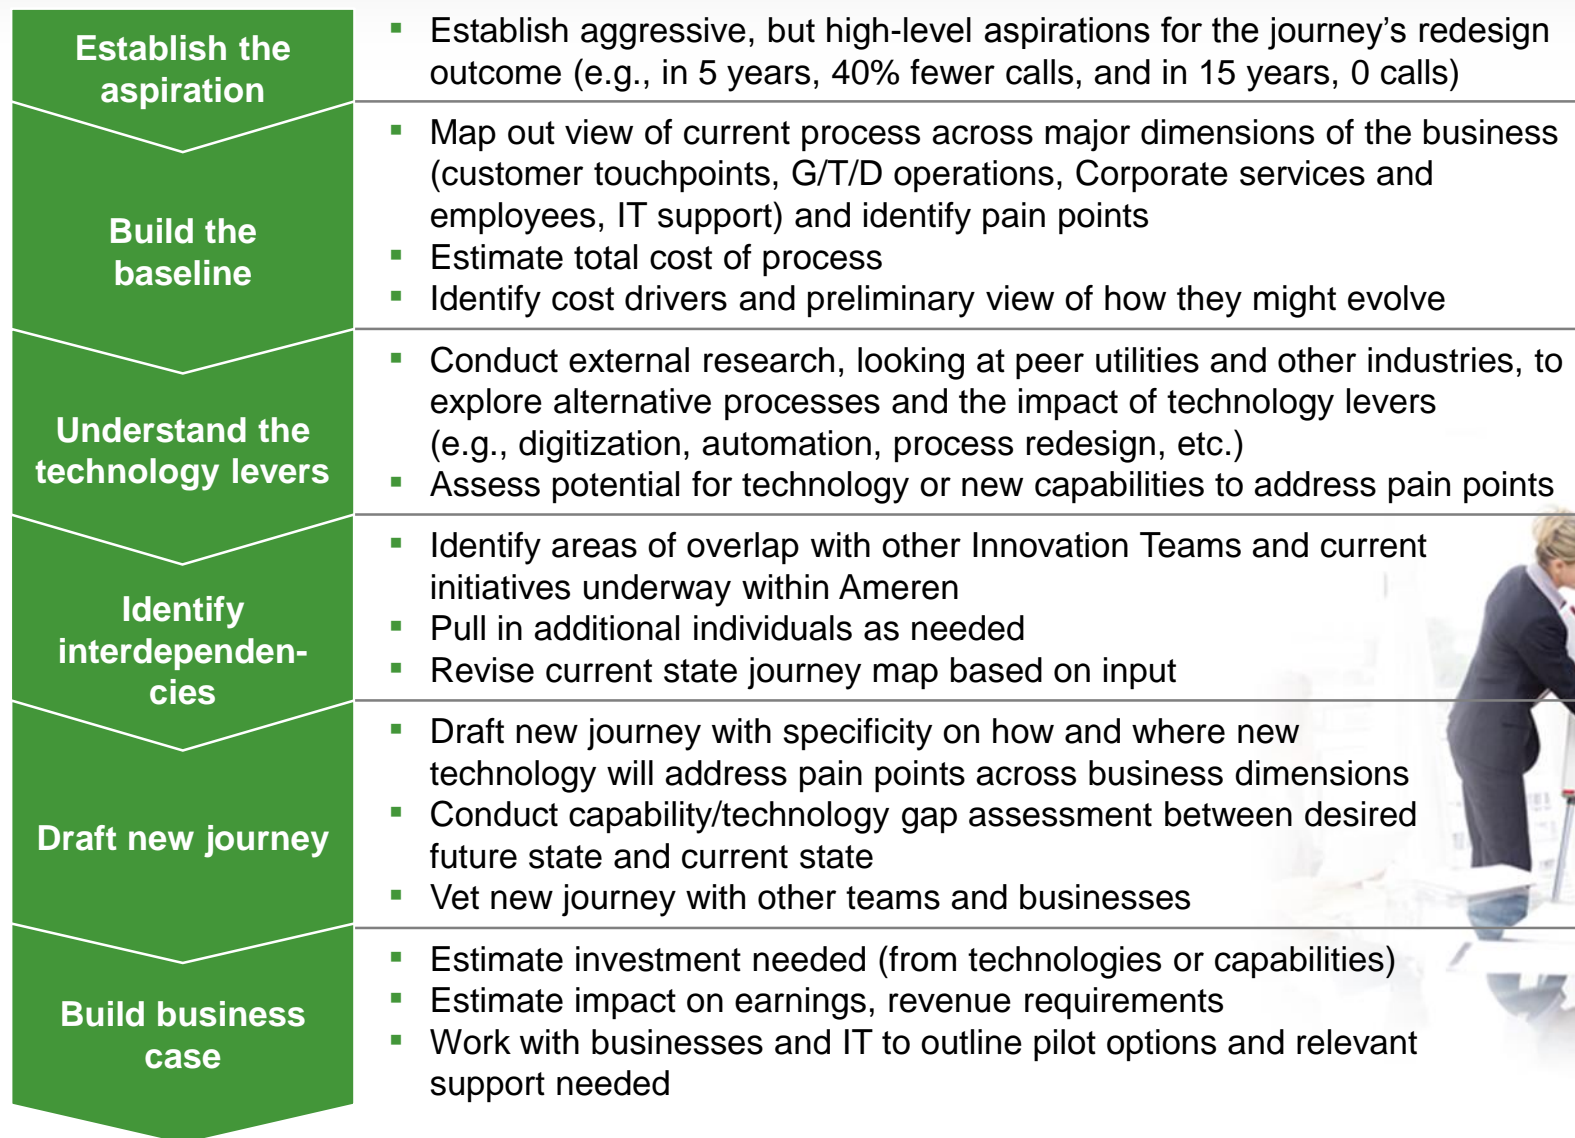 Establish the
aspiration
▪ Establish aggressive, but high-level aspirations for the journey’s redesign
outcome (e.g., in 5 years, 40% fewer calls, and in 15 years, 0 calls)
Build the
baseline
▪ Map out view of current process across major dimensions of the business
(customer touchpoints, G/T/D operations, Corporate services and
employees, IT support) and identify pain points
▪ Estimate total cost of process
▪ Identify cost drivers and preliminary view of how they might evolve
Understand the
technology levers
▪ Conduct external research, looking at peer utilities and other industries, to
explore alternative processes and the impact of technology levers
(e.g., digitization, automation, process redesign, etc.)
▪ Assess potential for technology or new capabilities to address pain points
Identify
interdependen-
cies
▪ Identify areas of overlap with other Innovation Teams and current
initiatives underway within Ameren
▪ Pull in additional individuals as needed
▪ Revise current state journey map based on input
Draft new journey
▪ Draft new journey with specificity on how and where new
technology will address pain points across business dimensions
▪ Conduct capability/technology gap assessment between desired
future state and current state
▪ Vet new journey with other teams and businesses
Build business
case
▪ Estimate investment needed (from technologies or capabilities)
▪ Estimate impact on earnings, revenue requirements
▪ Work with businesses and IT to outline pilot options and relevant
support needed